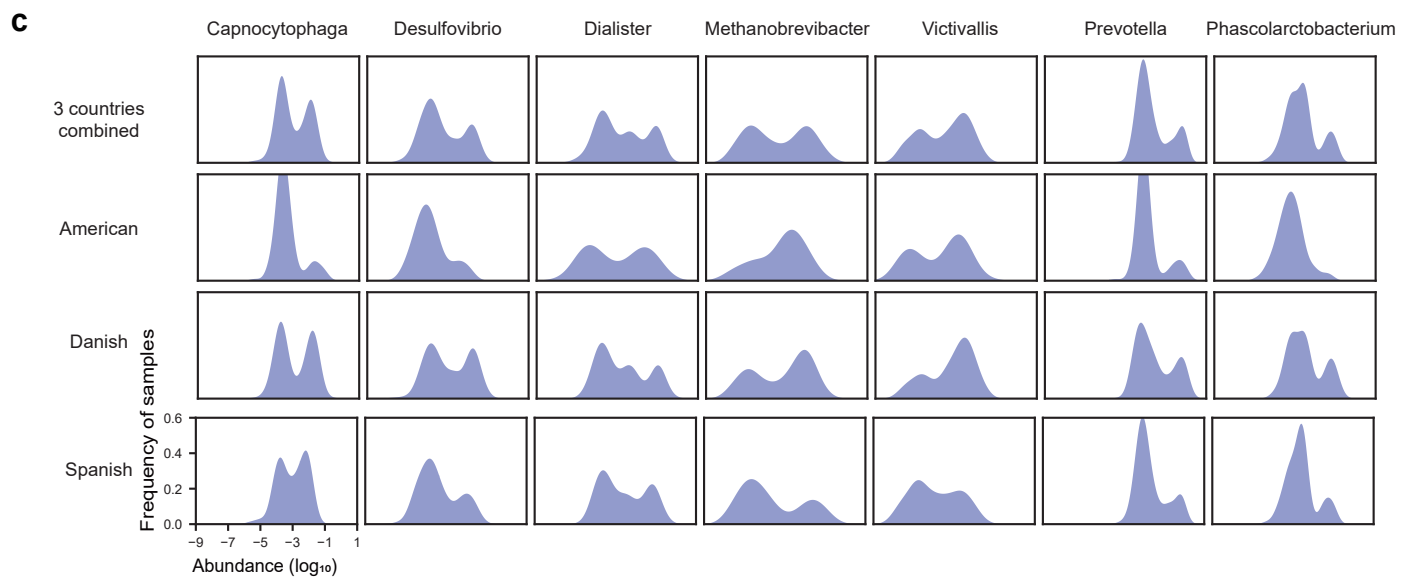 c
Capnocytophaga Desulfovibrio Dialister Methanobrevibacter Victivallis Prevotella Phascolarctobacterium
3 countries
combined
American
Danish
Spanish
Frequency of samples
0.6
0.4
0.2
0.0
−9 −7 −5 −3 −1 1
Abundance (log₁₀)